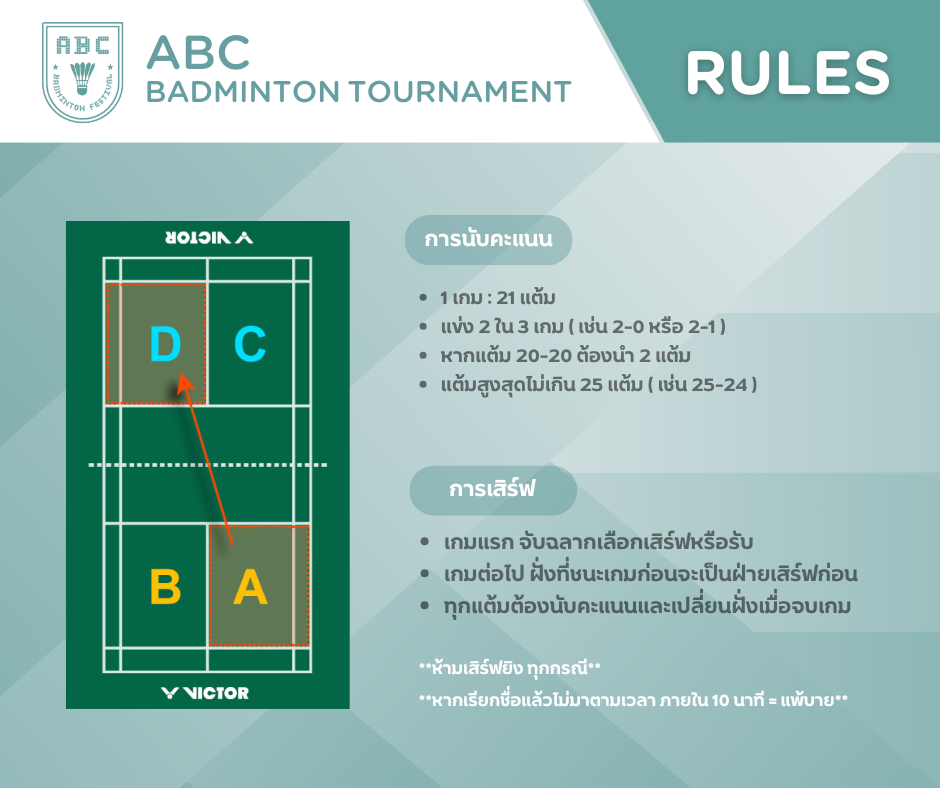 ABC
BADMINTON FESTIVAL
ABC
BADMINTON TOURNAMENT
RULES
VICTOR
D C
B A
VICTOR
การนับคะแนน
• 1 เกม : 21 แต้ม
• แข่ง 2 ใน 3 เกม ( เช่น 2-0 หรือ 2-1 )
• หากแต้ม 20-20 ต้องนำ 2 แต้ม
• แต้มสูงสุดไม่เกิน 25 แต้ม ( เช่น 25-24 )
การเสิร์ฟ
• เกมแรก จับฉลากเลือกเสิร์ฟหรือรับ
• เกมต่อไป ฝั่งที่ชนะเกมก่อนจะเป็นฝ่ายเสิร์ฟก่อน
• ทุกแต้มต้องนับคะแนนและเปลี่ยนฝั่งเมื่อจบเกม
**ห้ามเสิร์ฟยิง ทุกกรณี**
**หากเรียกชื่อแล้วไม่มาตามเวลา ภายใน 10 นาที = แพ้บาย**